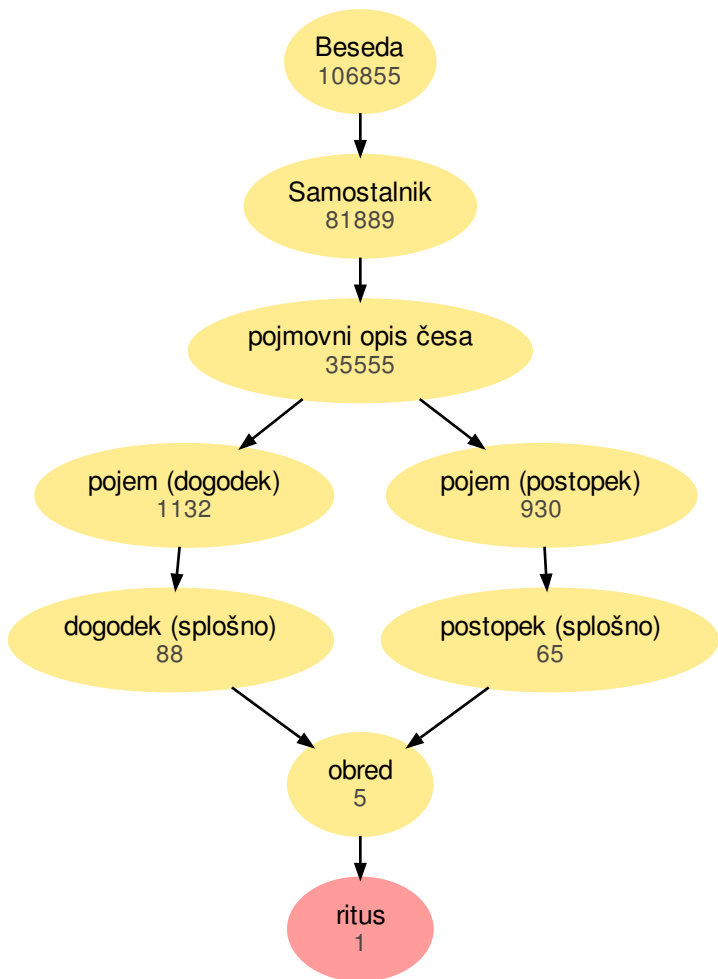 Beseda
106855
Samostalnik
81889
pojmovni opis česa
35555
pojem (dogodek)
1132
pojem (postopek)
930
dogodek (splošno)
88
postopek (splošno)
65
obred
5
ritus
1